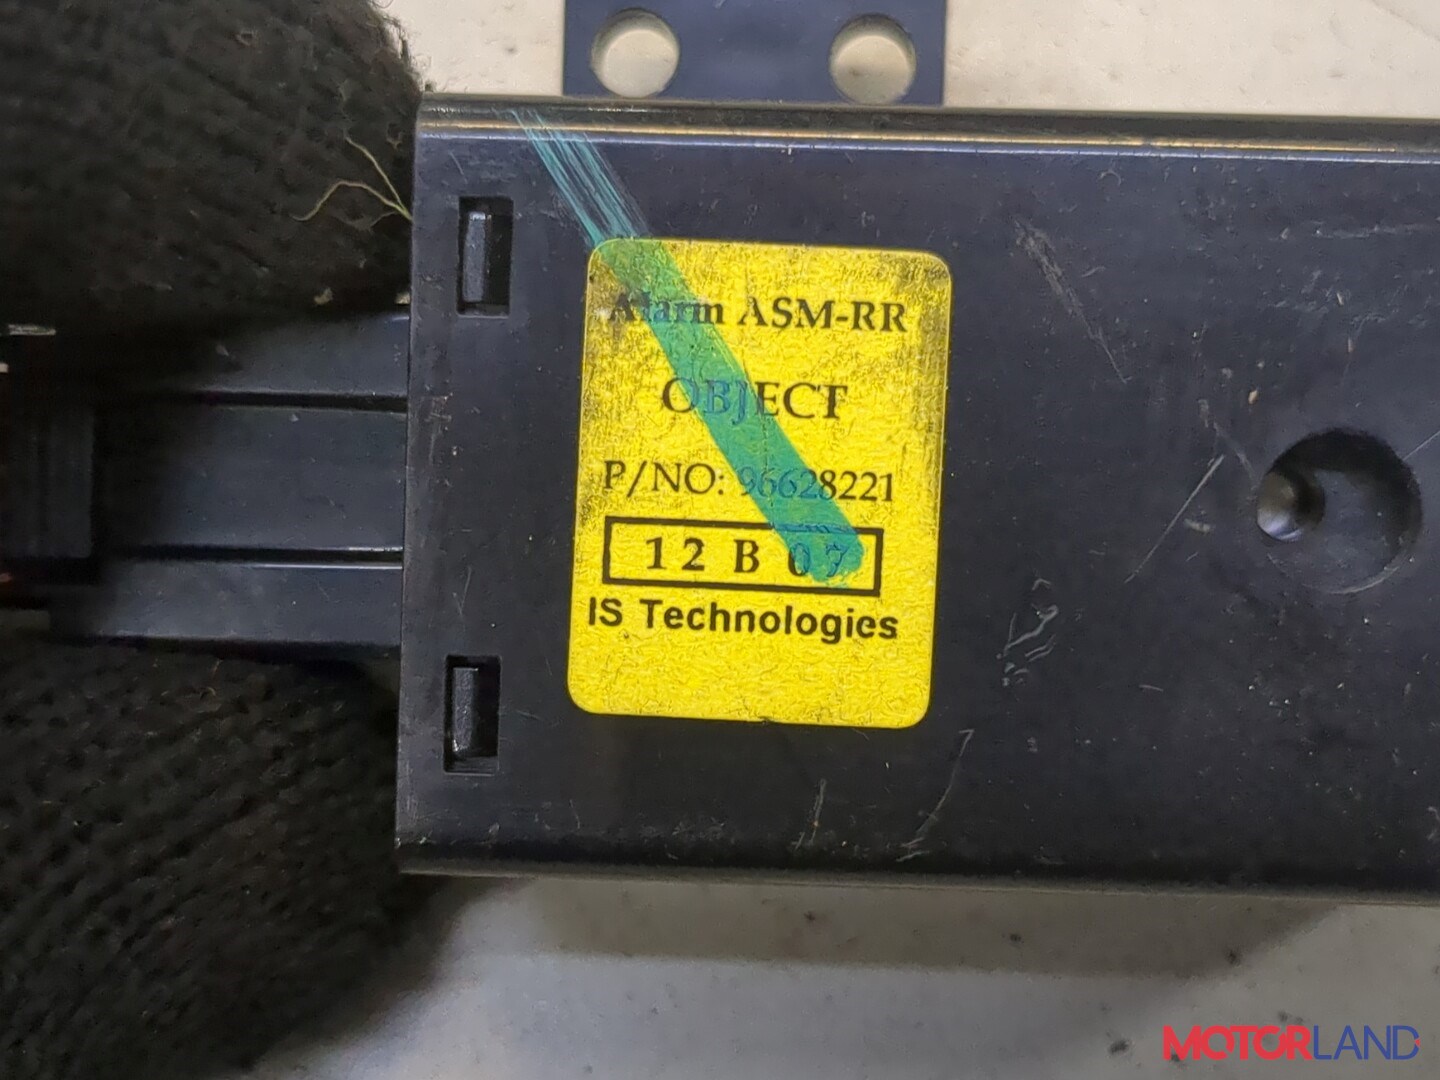 Alarm ASM-RR
OBJECT
P/NO: 96628221
12 B 07
IS Technologies
MOTORLAND